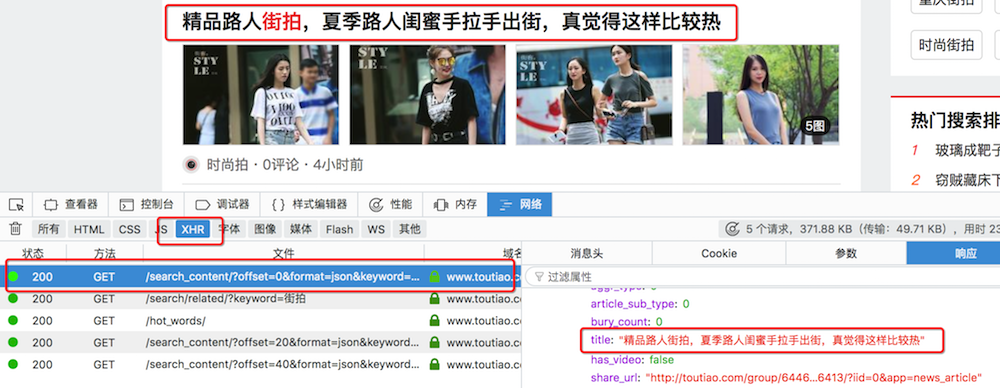 重庆街拍
精品路人街拍，夏季路人闺蜜手拉手出街，真觉得这样比较热
时尚街拍
街拍
STY
LE
街拍
STY
LE
街拍
STY
LE
5图
热门搜索排
1 玻璃成靶子
2 窃贼藏床下
时尚拍·0评论·4小时前
查看器 控制台 调试器 { } 样式编辑器 性能 内存 网络
所有 HTML CSS JS XHR 字体 图像 媒体 Flash WS 其他
5 个请求，371.88 KB（传输：49.71 KB），用时 23
状态 方法 文件 域名
消息头 Cookie 参数 响应
200 GET /search_content/?offset=0&format=json&keyword=... www.toutiao.c
过滤属性
200 GET /search/related/?keyword=街拍 www.toutiao.c
200 GET /hot_words/ www.toutiao.c
200 GET /search_content/?offset=20&format=json&keyword... www.toutiao.c
200 GET /search_content/?offset=40&format=json&keyword... www.toutiao.c
aggr_type: 0
article_sub_type: 0
bury_count: 0
title: "精品路人街拍，夏季路人闺蜜手拉手出街，真觉得这样比较热"
has_video: false
share_url: "http://toutiao.com/group/6446...6413/?iid=0&app=news_article"